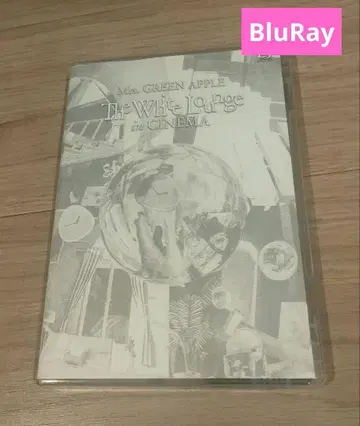 BluRay
Mrs. GREEN APPLE
The White Lounge
in CINEMA